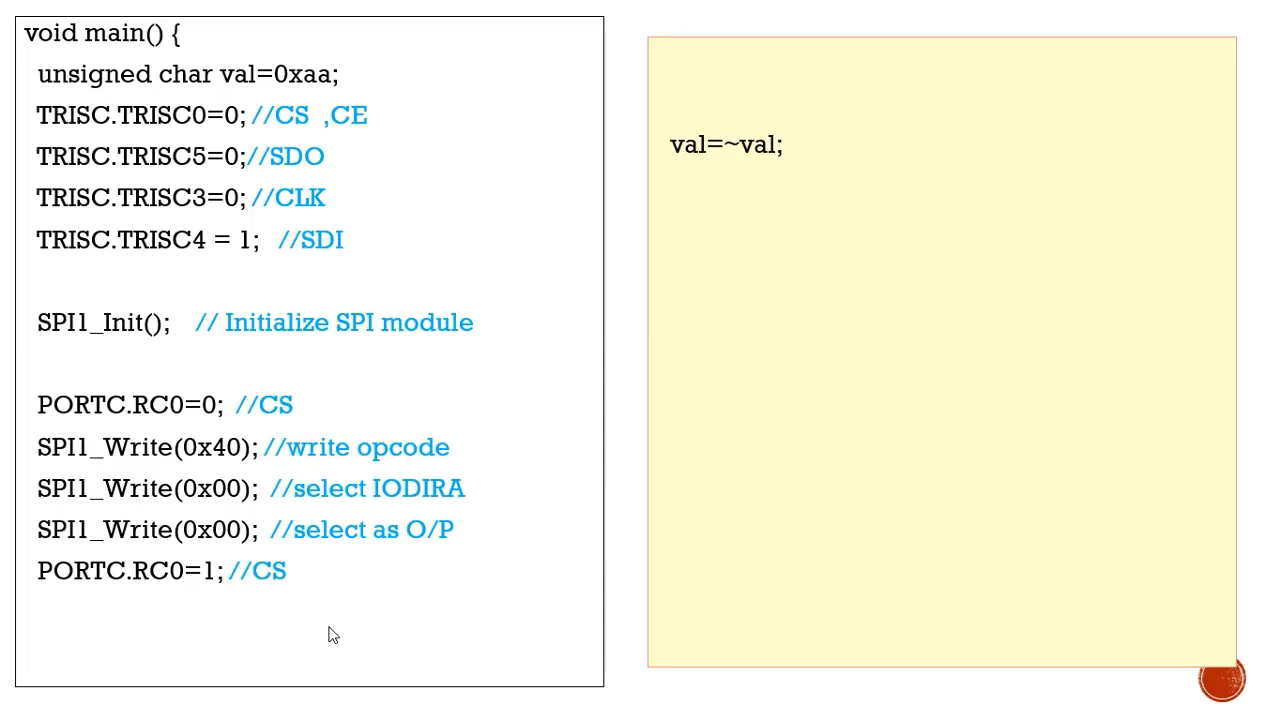 void main() {
unsigned char val=0xaa;
TRISC.TRISC0=0; //CS ,CE
TRISC.TRISC5=0;//SDO
TRISC.TRISC3=0; //CLK
TRISC.TRISC4 = 1; //SDI
SPI1_Init(); // Initialize SPI module
PORTC.RC0=0; //CS
SPI1_Write(0x40); //write opcode
SPI1_Write(0x00); //select IODIRA
SPI1_Write(0x00); //select as O/P
PORTC.RC0=1; //CS
val=~val;